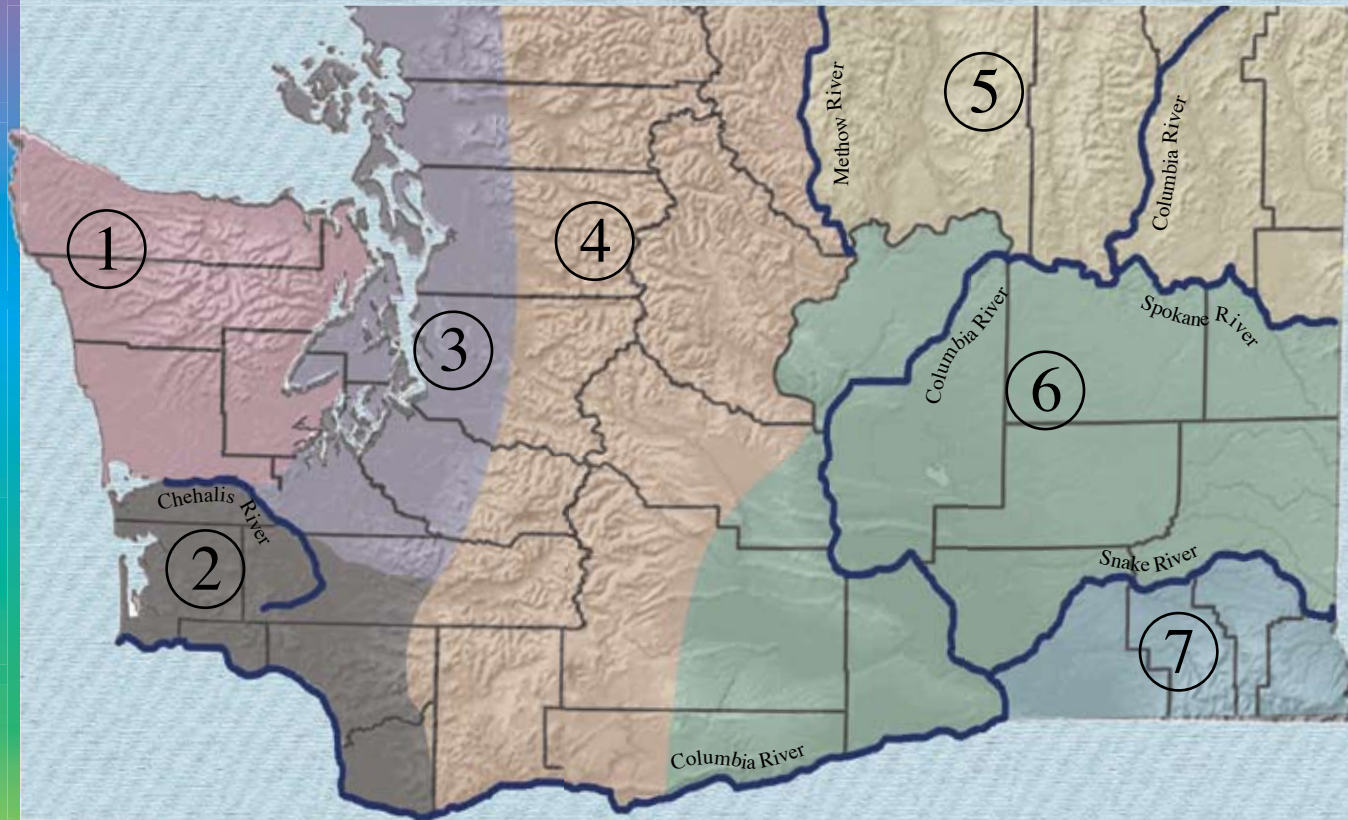 5
Methow River
Columbia River
1
4
3
Columbia River
Spokane River
6
Chehalis River
2
Snake River
7
Columbia River